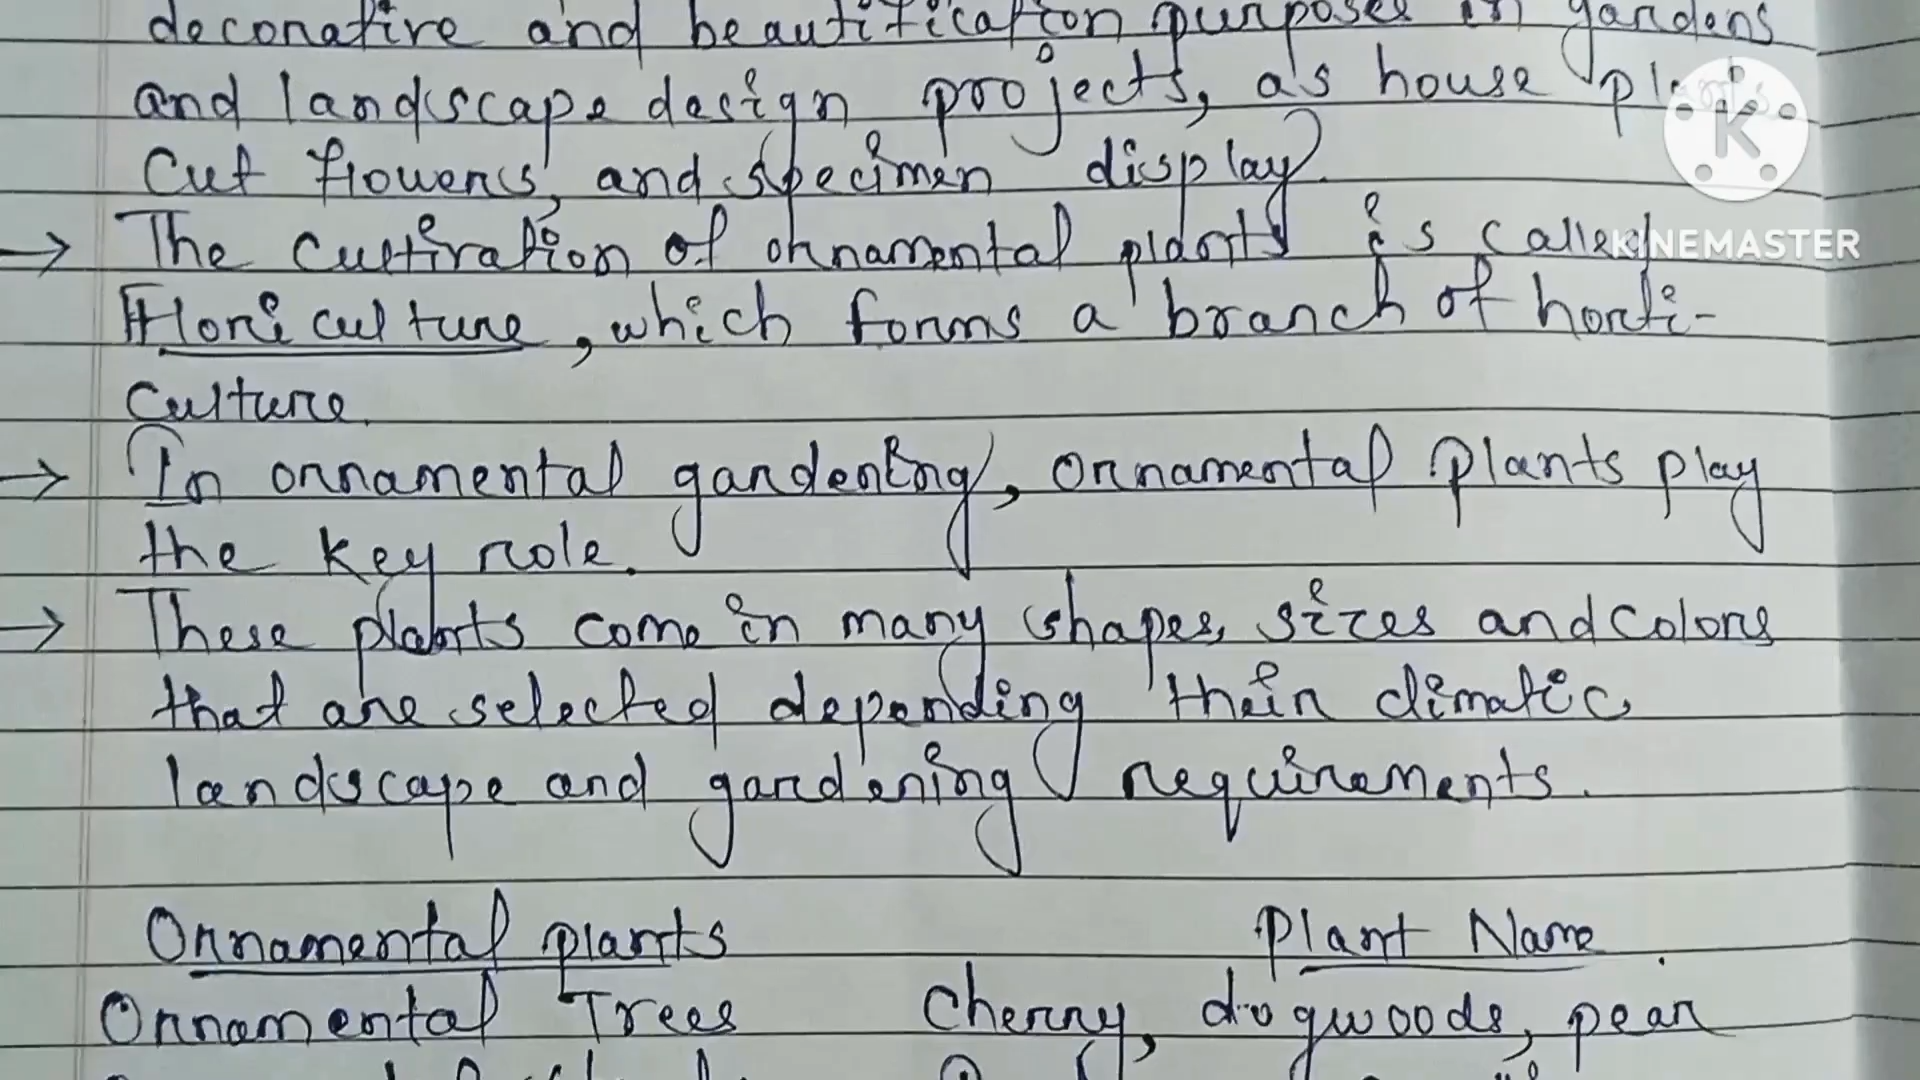 decorative and beautification purposes in gardens
and landscape design projects, as house plants
Cut flowers, and specimen display.
→ The cultivation of ornamental plants is called
Floriculture, which forms a branch of horti-
culture.
→ In ornamental gardening, ornamental plants play
the key role.
→ These plants come in many shapes, sizes and colors
that are selected depending their climatic,
landscape and gardening requirements.
Ornamental plants Plant Name
Ornamental Trees Cherry, dogwoods, pear
K
KINEMASTER